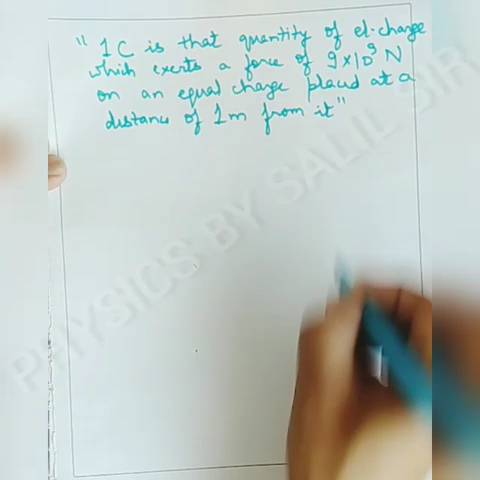 " 1 C is that quantity of el. charge
which exerts a force of 9 × 10⁹ N
on an equal charge placed at a
distance of 1 m from it "
PHYSICS BY SALIL SIR